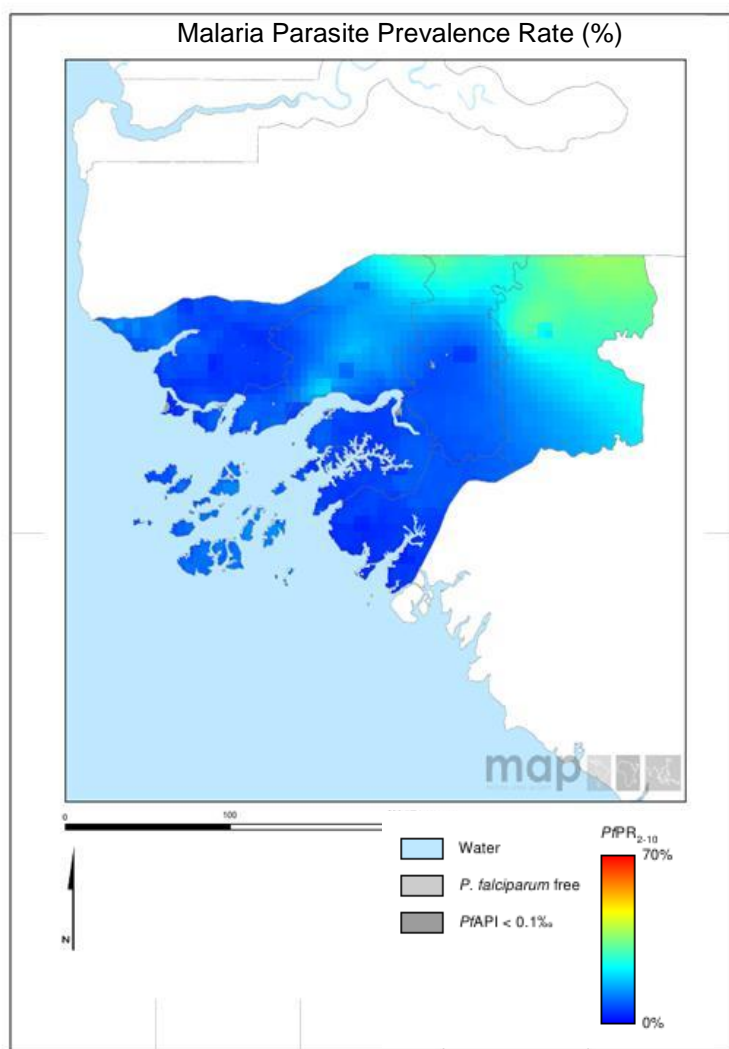 Malaria Parasite Prevalence Rate (%)
map
0 100
Water
P. falciparum free
PfAPI < 0.1‰
PfPR2-10
70%
0%
N